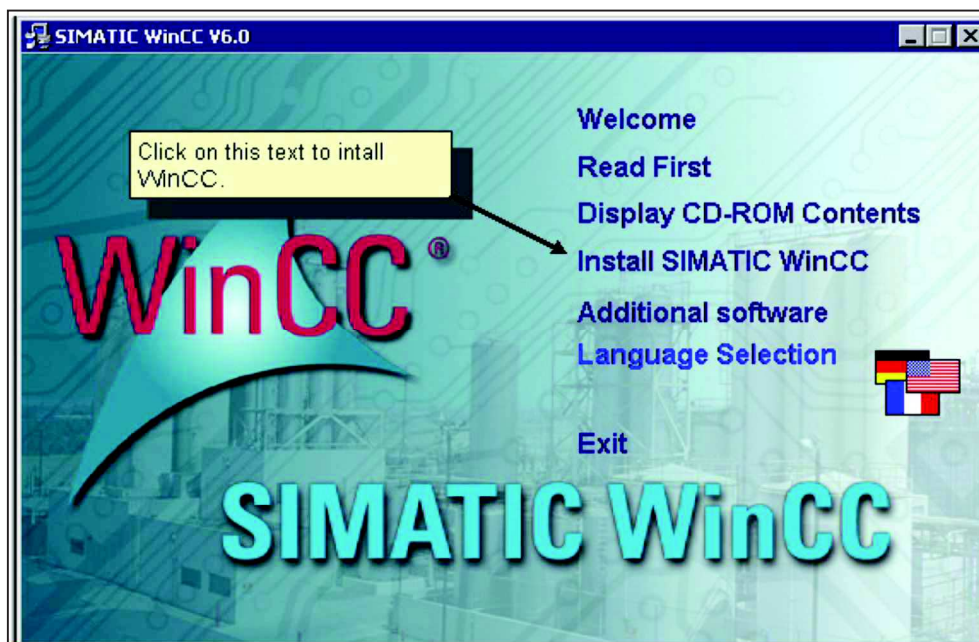 SIMATIC WinCC V6.0
Click on this text to intall
WinCC.
Welcome
Read First
Display CD-ROM Contents
Install SIMATIC WinCC
Additional software
Language Selection
Exit
WinCC®
SIMATIC WinCC